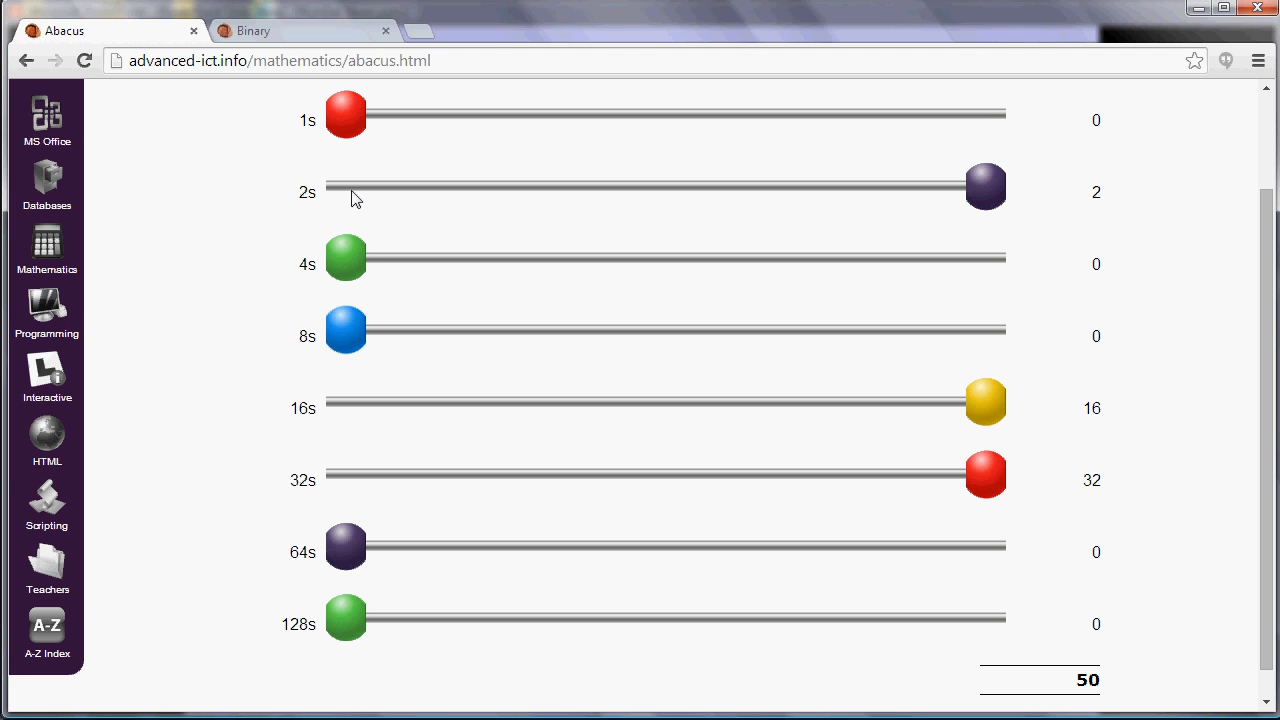 Abacus
Binary
advanced-ict.info/mathematics/abacus.html
MS Office
Databases
Mathematics
Programming
Interactive
HTML
Scripting
Teachers
A-Z
A-Z Index
1s 0
2s 2
4s 0
8s 0
16s 16
32s 32
64s 0
128s 0
50